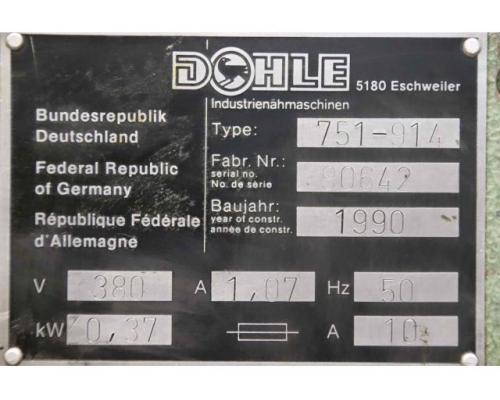 DOHLE
5180 Eschweiler
Industrienähmaschinen
Bundesrepublik
Deutschland
Federal Republic
of Germany
République Fédérale
d'Allemagne
Type: 751-914
Fabr. Nr.:
serial no.
No. de série
80642
Baujahr:
year of constr.
année de constr.
1990
V 380 A 1,07 Hz 50
kW 0,37 A 10